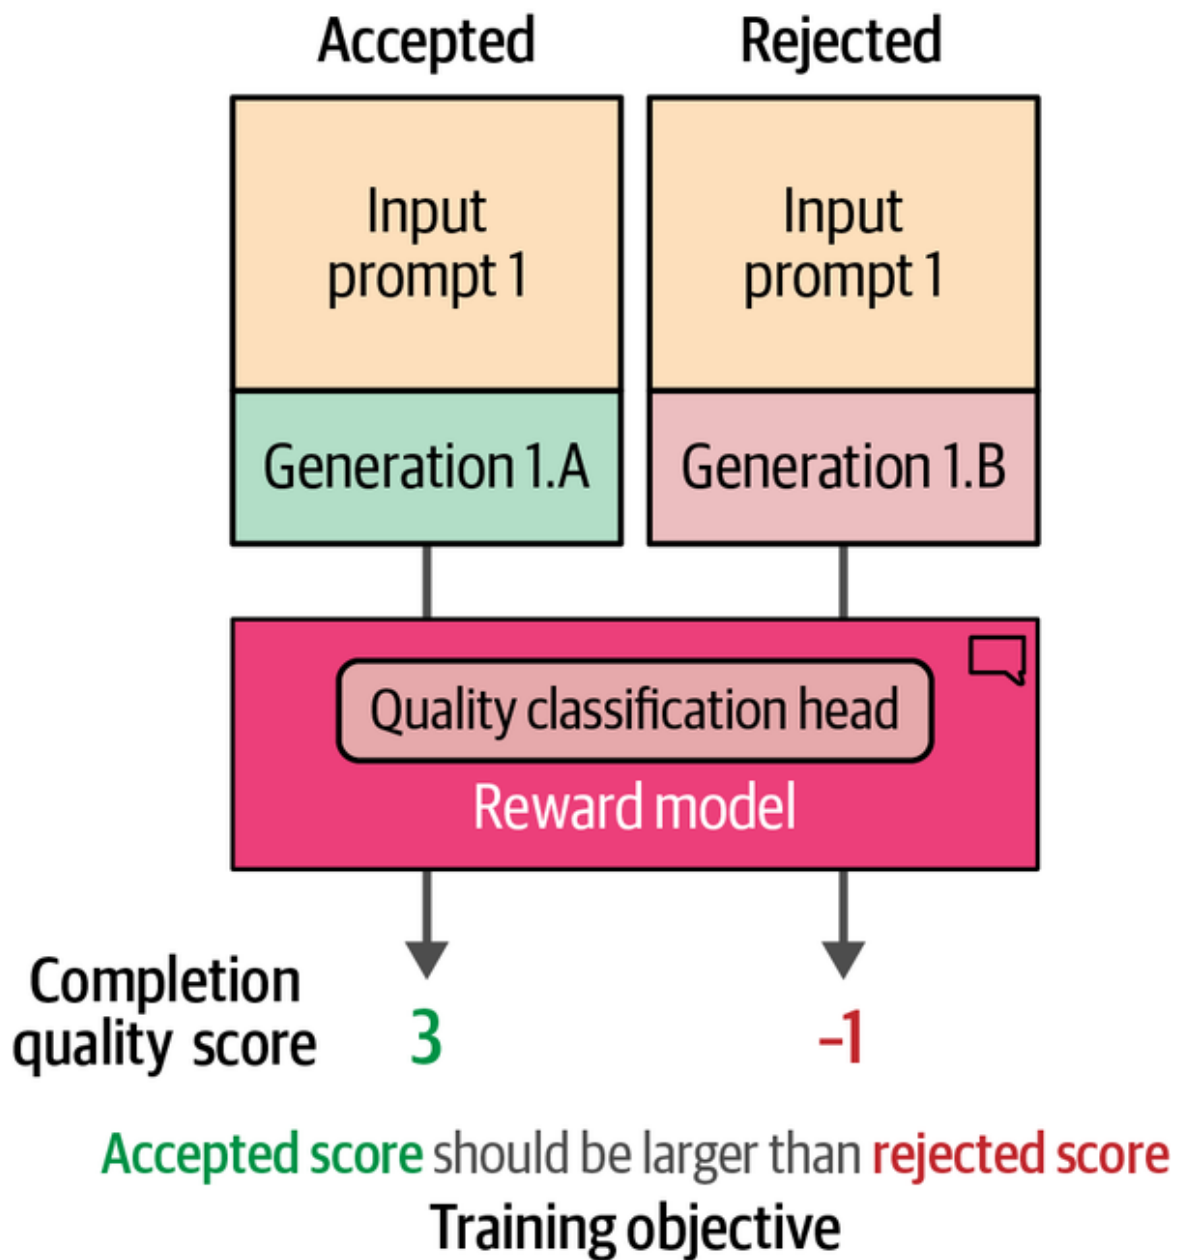 Accepted
Rejected
Input
prompt 1
Input
prompt 1
Generation 1.A
Generation 1.B
Quality classification head
Reward model
Completion
quality score
3
–1
Accepted score should be larger than rejected score
Training objective